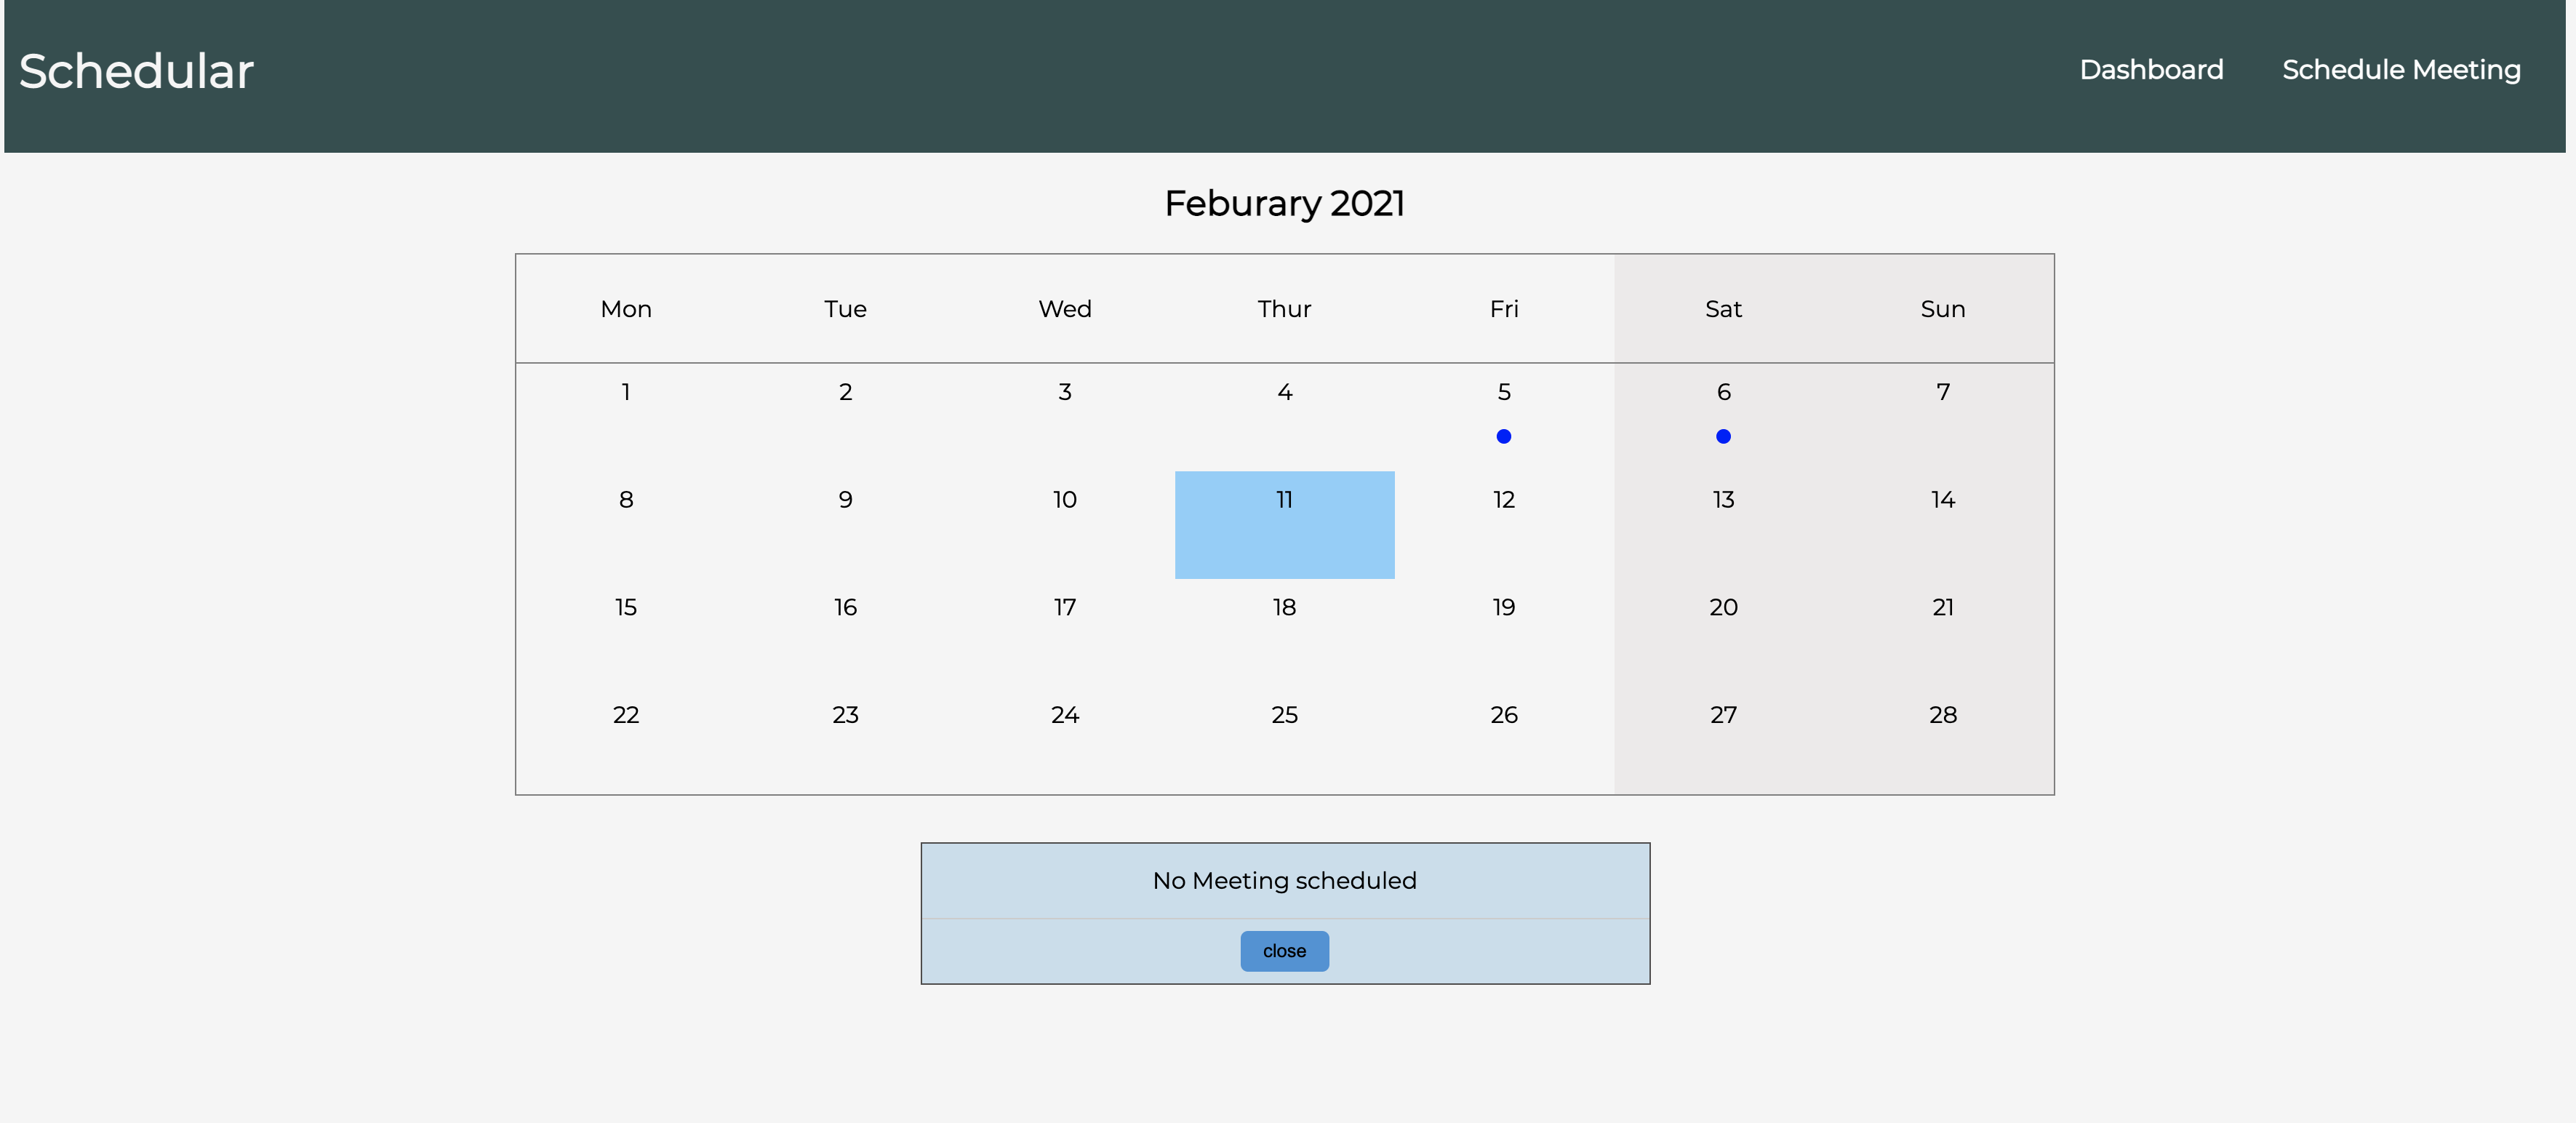 Schedular
Dashboard Schedule Meeting
Feburary 2021
Mon Tue Wed Thur Fri Sat Sun
1 2 3 4 5 6 7
8 9 10 11 12 13 14
15 16 17 18 19 20 21
22 23 24 25 26 27 28
No Meeting scheduled
close